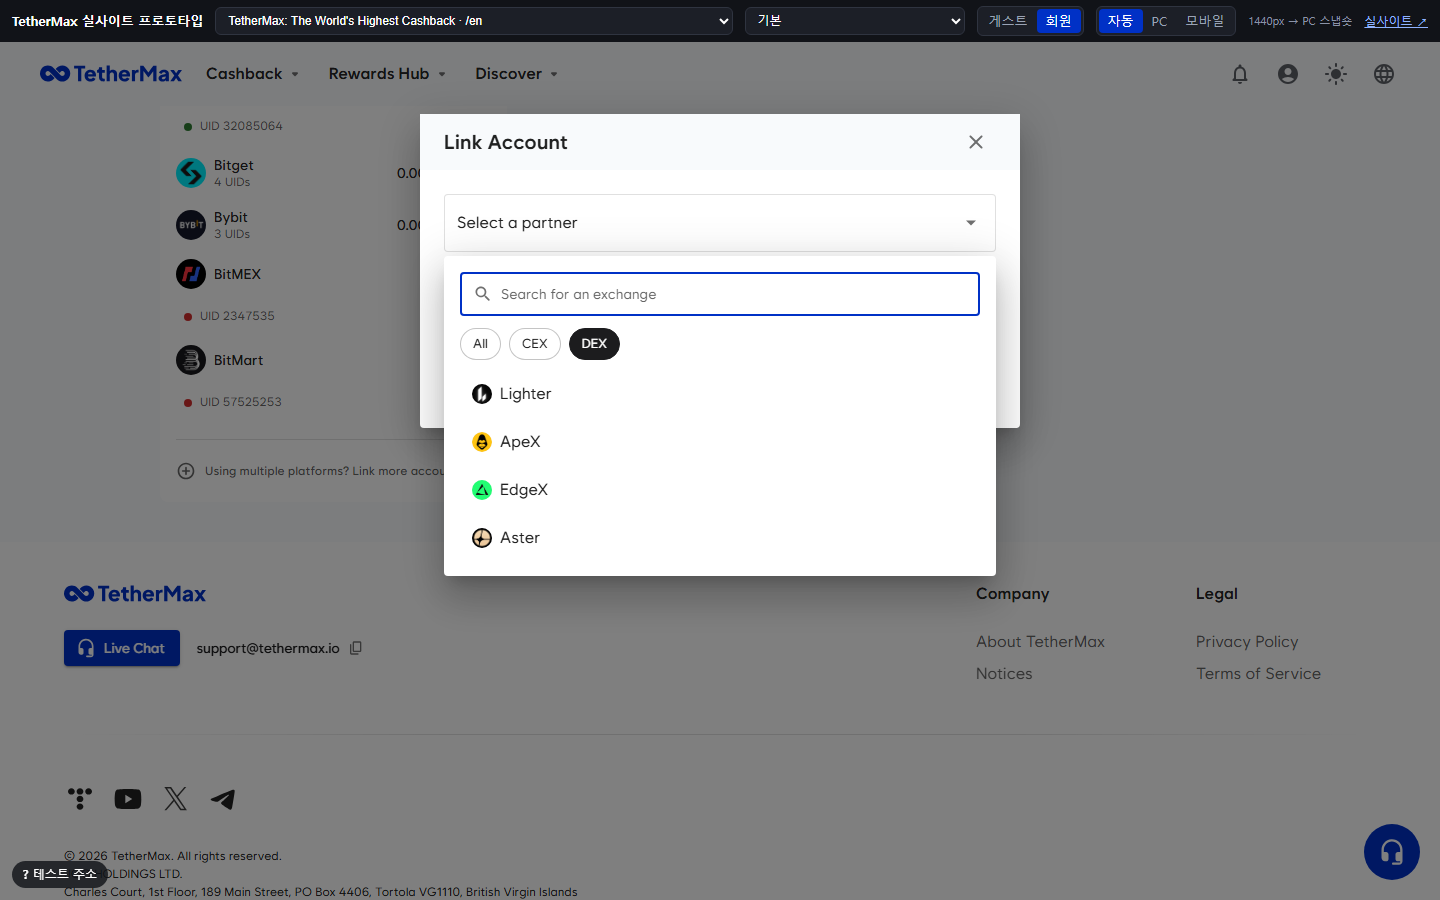 TetherMax 실사이트 프로토타입
TetherMax: The World's Highest Cashback · /en
기본
게스트 회원
자동 PC 모바일
1440px → PC 스냅숏
실사이트 ↗
TetherMax
Cashback
Rewards Hub
Discover
UID 32085064
Bitget
4 UIDs
0.00
Bybit
3 UIDs
0.00
BitMEX
UID 2347535
BitMart
UID 57525253
Using multiple platforms? Link more accou
Link Account
Select a partner
Search for an exchange
All CEX DEX
Lighter
ApeX
EdgeX
Aster
TetherMax
Live Chat
support@tethermax.io
Company
About TetherMax
Notices
Legal
Privacy Policy
Terms of Service
© 2026 TetherMax. All rights reserved.
HOLDINGS LTD.
Charles Court, 1st Floor, 189 Main Street, PO Box 4406, Tortola VG1110, British Virgin Islands
? 테스트 주소